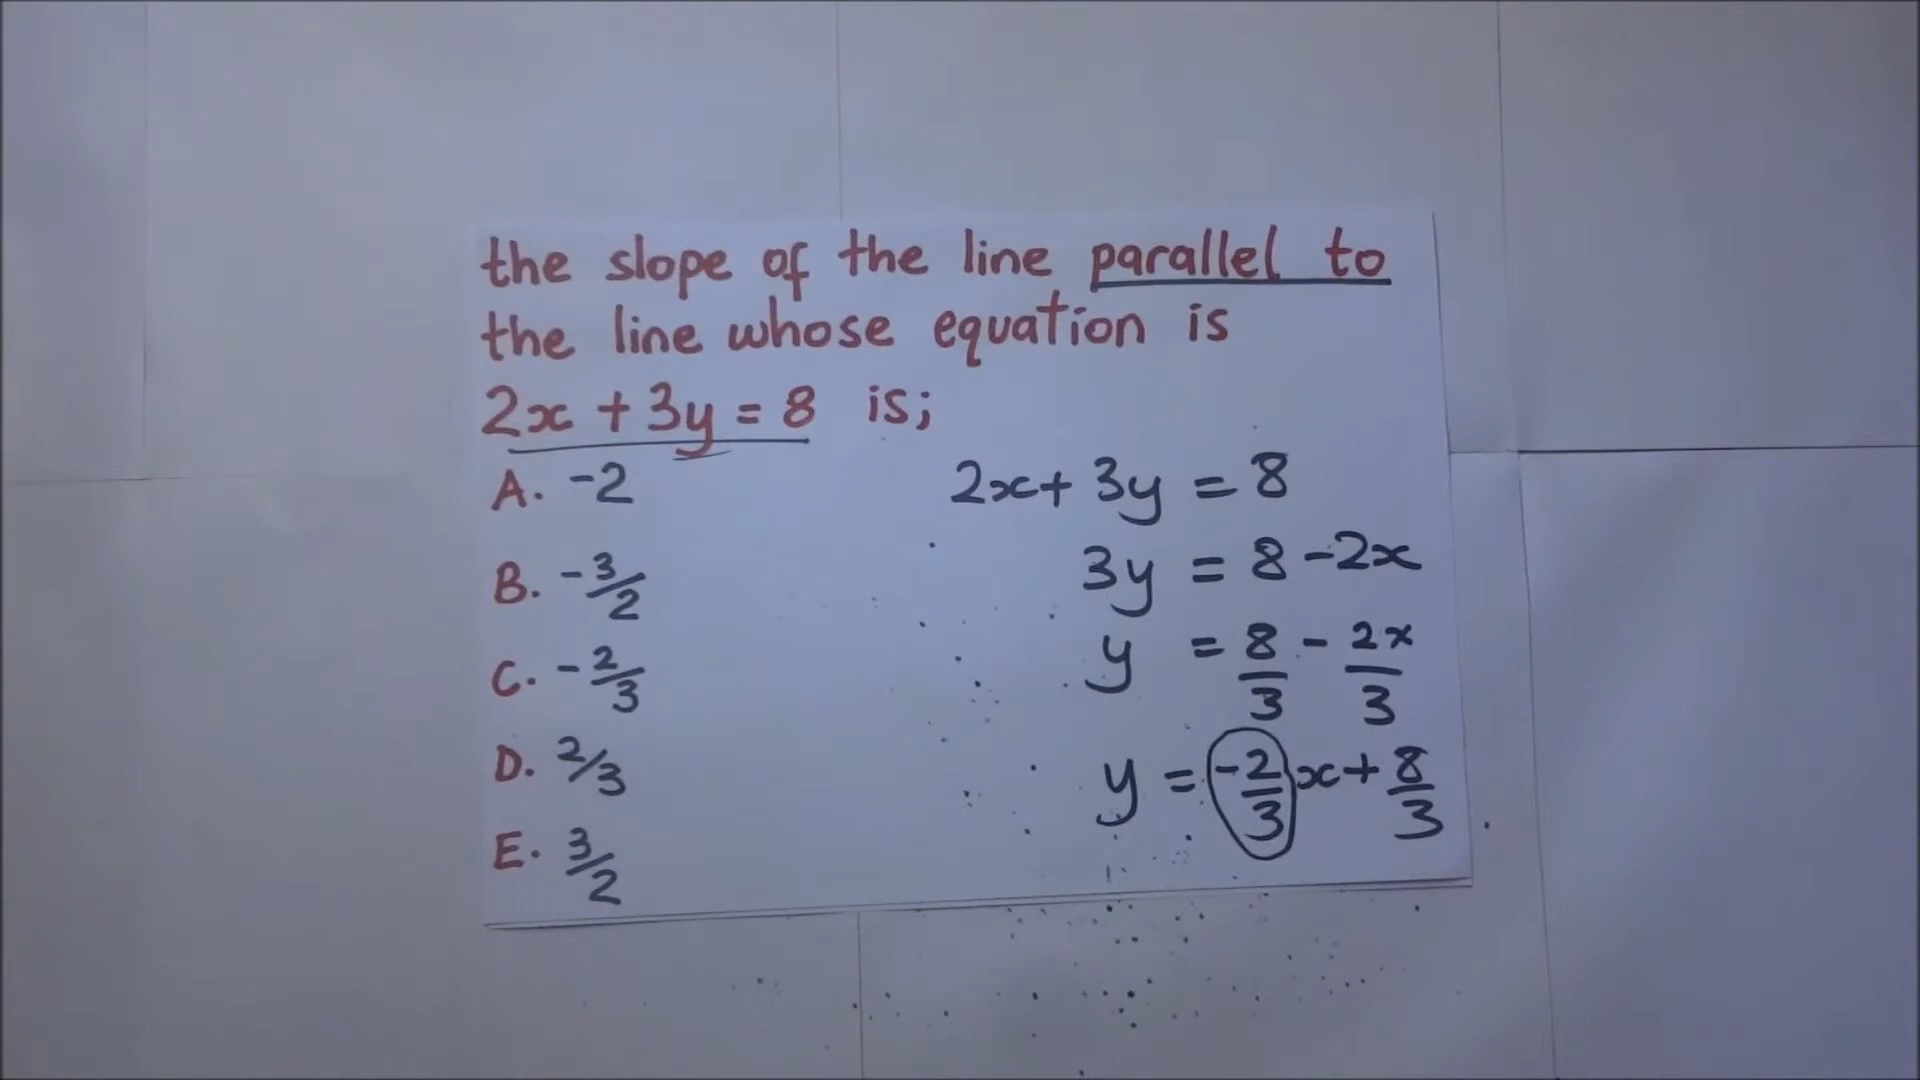 the slope of the line parallel to
the line whose equation is
2x + 3y = 8 is;
A. -2
B. -3/2
C. -2/3
D. 2/3
E. 3/2
2x + 3y = 8
3y = 8 - 2x
y = 8/3 - 2x/3
y = -2/3 x + 8/3